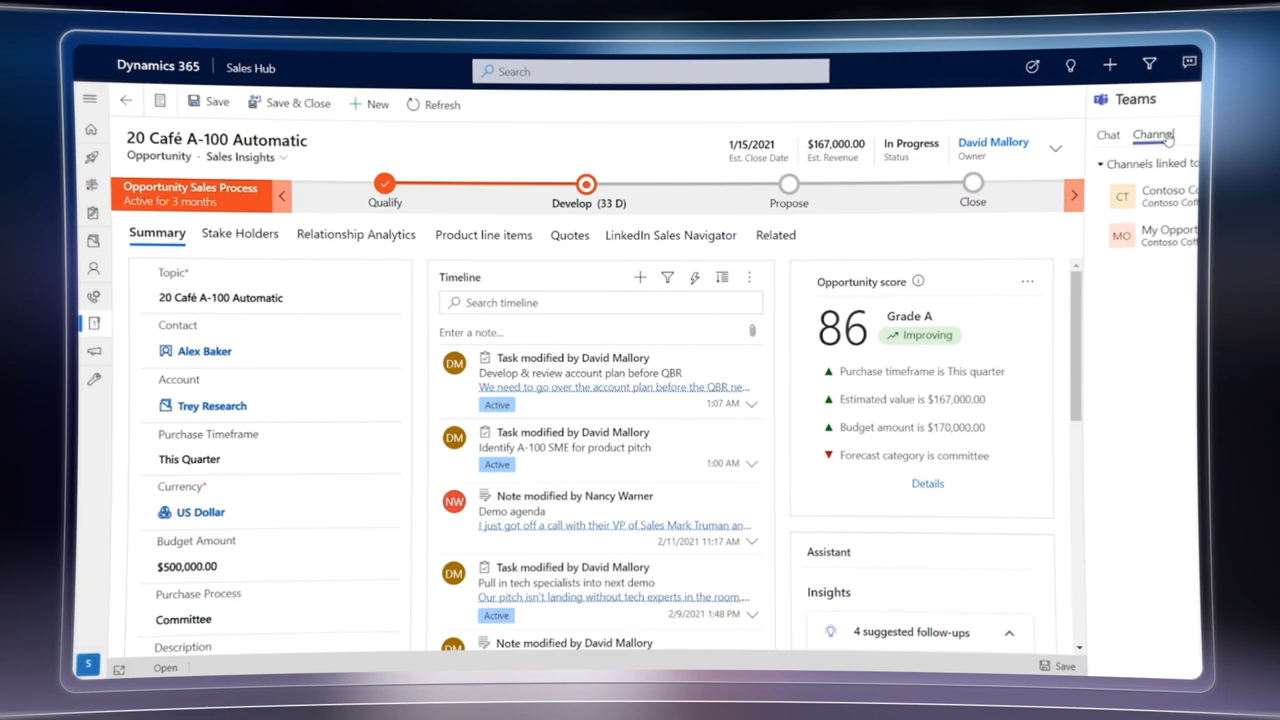 Dynamics 365
Sales Hub
Search
Save
Save & Close
New
Refresh
Teams
Chat
Channel
Channels linked to
CT
Contoso
Contoso
MO
My
Contoso
20 Café A-100 Automatic
Opportunity · Sales Insights
1/15/2021
Est. Close Date
$167,000.00
Est. Revenue
In Progress
Status
David Mallory
Owner
Opportunity Sales Process
Active for 3 months
Qualify
Develop (33 D)
Propose
Close
Summary
Stake Holders
Relationship Analytics
Product line items
Quotes
LinkedIn Sales Navigator
Related
Topic*
20 Café A-100 Automatic
Contact
Alex Baker
Account
Trey Research
Purchase Timeframe
This Quarter
Currency*
US Dollar
Budget Amount
$500,000.00
Purchase Process
Committee
Description
Timeline
Search timeline
Enter a note...
DM
Task modified by David Mallory
Develop & review account plan before QBR
We need to go over the account plan before the QBR ne...
Active
1:07 AM
DM
Task modified by David Mallory
Identify A-100 SME for product pitch
Active
1:00 AM
NW
Note modified by Nancy Warner
Demo agenda
I just got off a call with their VP of Sales Mark Truman an...
2/11/2021 11:17 AM
DM
Task modified by David Mallory
Pull in tech specialists into next demo
Our pitch isn't landing without tech experts in the room....
Active
2/9/2021 1:48 PM
DM
Note modified by David Mallory
Opportunity score
86
Grade A
Improving
Purchase timeframe is This quarter
Estimated value is $167,000.00
Budget amount is $170,000.00
Forecast category is committee
Details
Assistant
Insights
4 suggested follow-ups
S
Open
Save